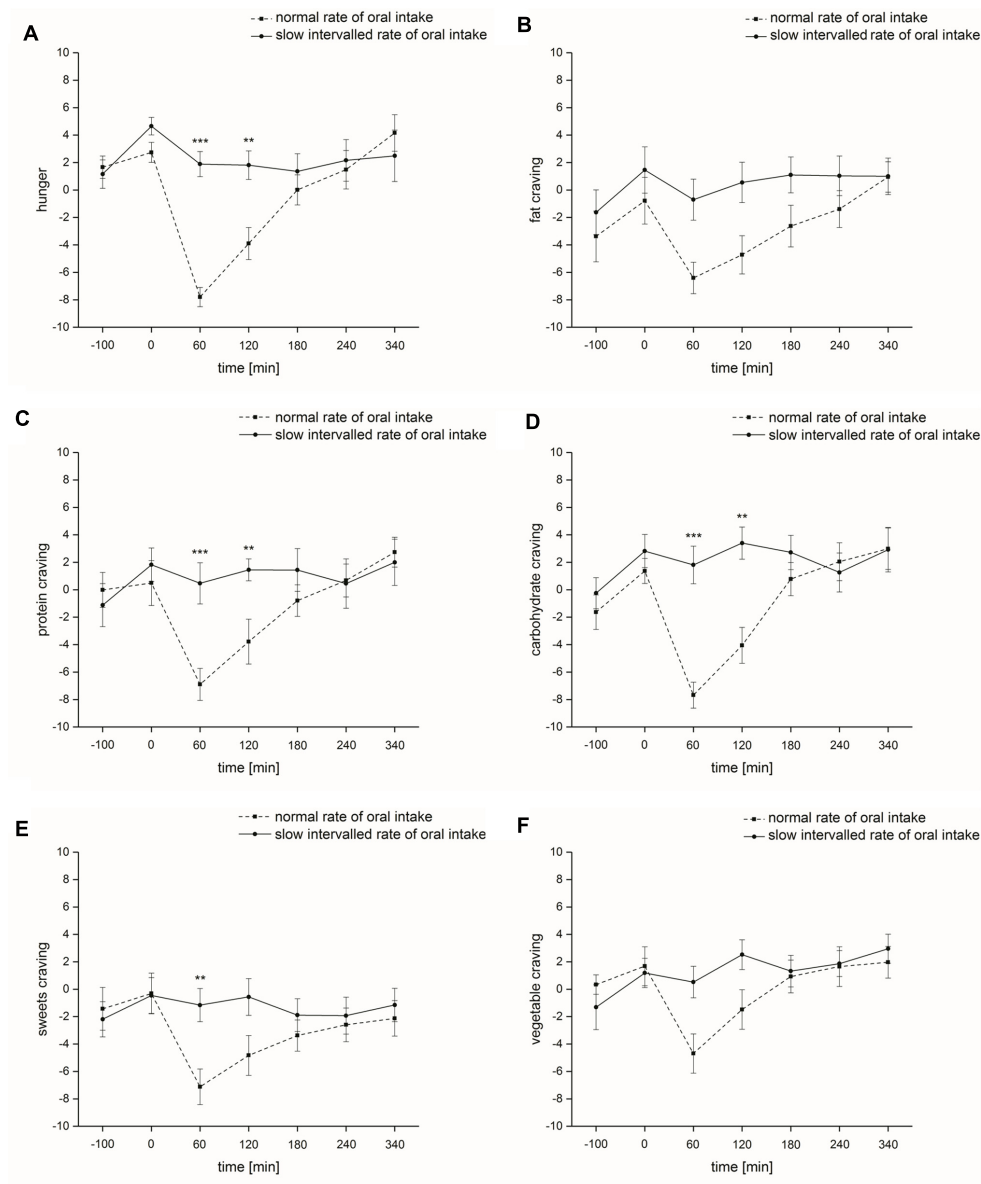 A
normal rate of oral intake
slow intervalled rate of oral intake
10
8
6
4
2
0
-2
-4
-6
-8
-10
hunger
***
**
-100 0 60 120 180 240 340
time [min]
B
normal rate of oral intake
slow intervalled rate of oral intake
10
8
6
4
2
0
-2
-4
-6
-8
-10
fat craving
-100 0 60 120 180 240 340
time [min]
C
normal rate of oral intake
slow intervalled rate of oral intake
10
8
6
4
2
0
-2
-4
-6
-8
-10
protein craving
***
**
-100 0 60 120 180 240 340
time [min]
D
normal rate of oral intake
slow intervalled rate of oral intake
10
8
6
4
2
0
-2
-4
-6
-8
-10
carbohydrate craving
***
**
-100 0 60 120 180 240 340
time [min]
E
normal rate of oral intake
slow intervalled rate of oral intake
10
8
6
4
2
0
-2
-4
-6
-8
-10
sweets craving
**
-100 0 60 120 180 240 340
time [min]
F
normal rate of oral intake
slow intervalled rate of oral intake
10
8
6
4
2
0
-2
-4
-6
-8
-10
vegetable craving
-100 0 60 120 180 240 340
time [min]